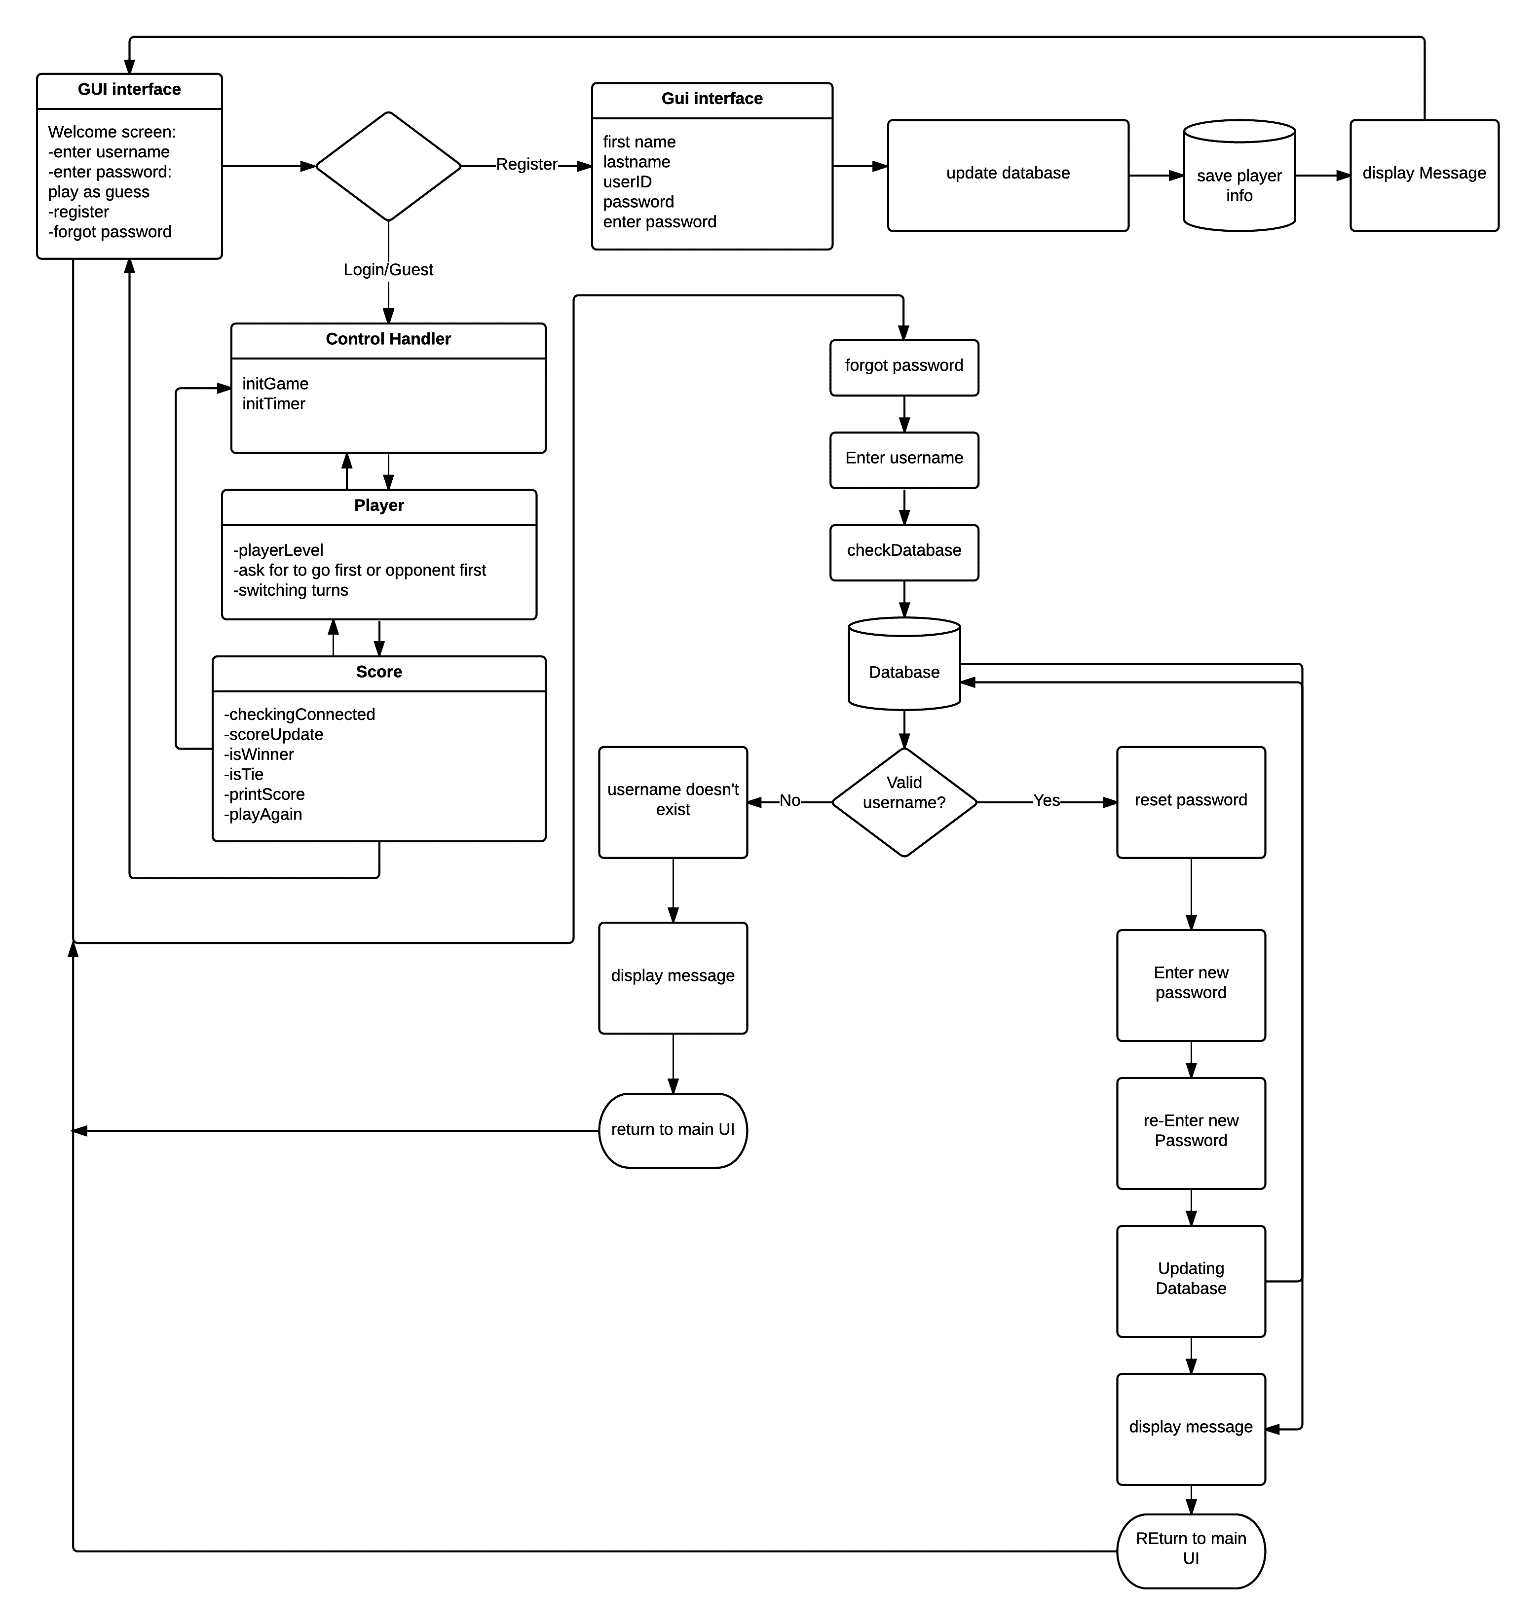 GUI interface
Welcome screen:
-enter username
-enter password:
play as guess
-register
-forgot password
Register
Login/Guest
Gui interface
first name
lastname
userID
password
enter password
update database
save player
info
display Message
Control Handler
initGame
initTimer
Player
-playerLevel
-ask for to go first or opponent first
-switching turns
Score
-checkingConnected
-scoreUpdate
-isWinner
-isTie
-printScore
-playAgain
forgot password
Enter username
checkDatabase
Database
Valid
username?
No
Yes
username doesn't
exist
display message
return to main UI
reset password
Enter new
password
re-Enter new
Password
Updating
Database
display message
REturn to main
UI